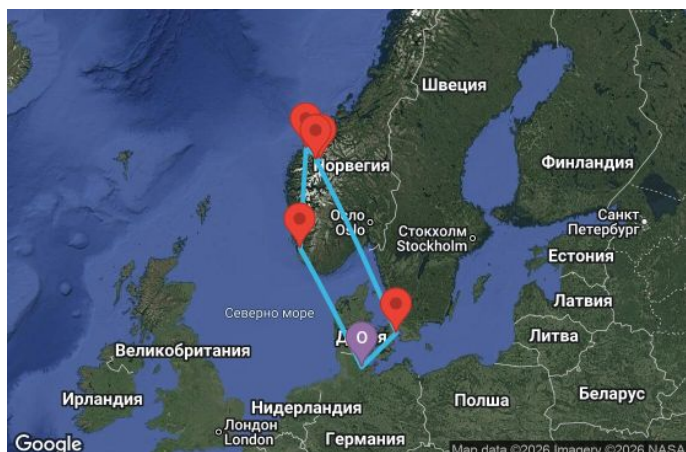 Швеция
Норвегия
Финландия
Осло
Oslo
Стокхолм
Stockholm
Санкт
Петербург
Естония
Латвия
Северно море
O
Литва
Великобритания
Беларус
Ирландия
Нидерландия
Полша
Лондон
London
Германия
Google
Map data ©2026 Imagery ©2026 NASA